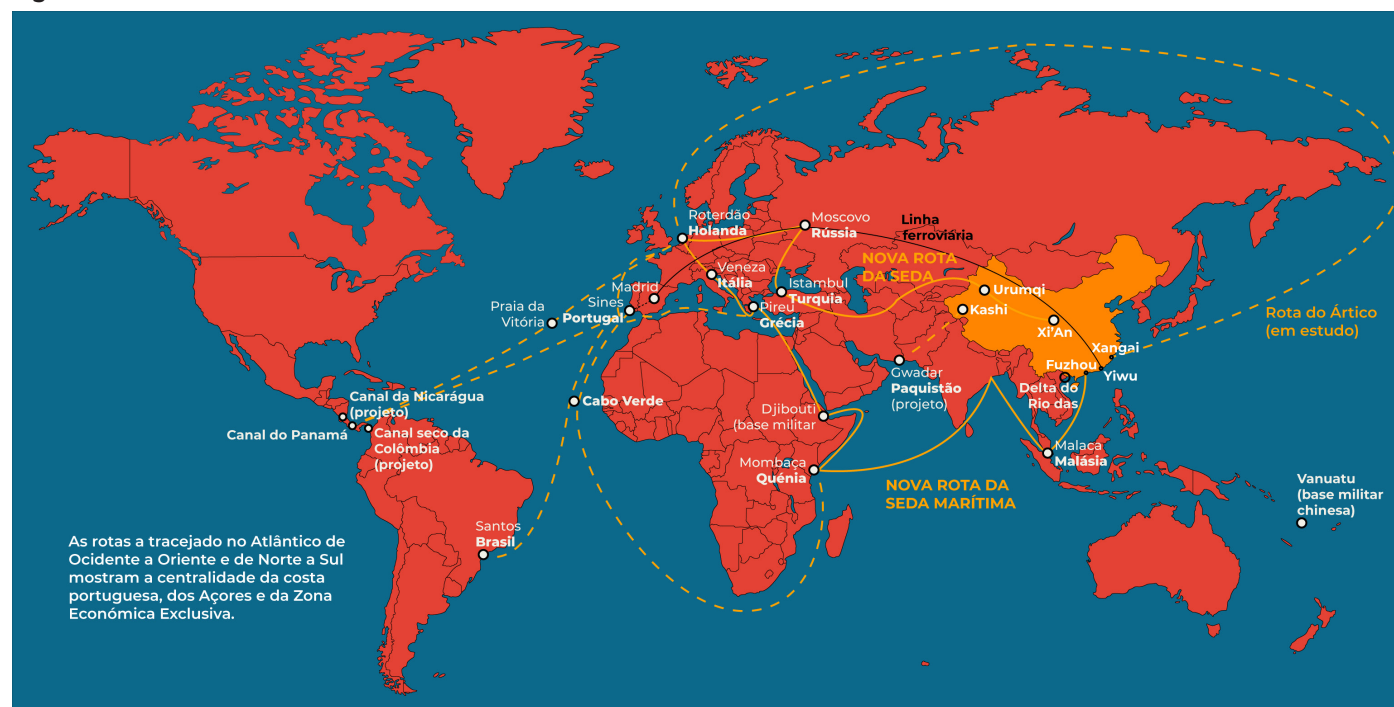 Roterdão
Holanda
Moscovo
Rússia
Linha
ferroviária
NOVA ROTA
DA SEDA
Veneza
Itália
Istambul
Turquia
Urumqi
Madrid
Sines
Portugal
Praia da
Vitória
Pireu
Grécia
Kashi
Xi'An
Rota do Ártico
(em estudo)
Xangai
Fuzhou
Yiwu
Gwadar
Paquistão
(projeto)
Delta do
Rio das
Canal da Nicarágua
(projeto)
Cabo Verde
Djibouti
(base militar
Canal do Panamá
Canal seco da
Colômbia
(projeto)
Malaca
Malásia
Mombaça
Quénia
NOVA ROTA DA
SEDA MARÍTIMA
Vanuatu
(base militar
chinesa)
Santos
Brasil
As rotas a tracejado no Atlântico de
Ocidente a Oriente e de Norte a Sul
mostram a centralidade da costa
portuguesa, dos Açores e da Zona
Económica Exclusiva.